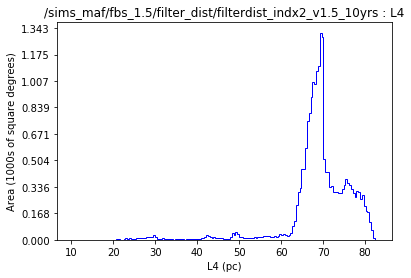 /sims_maf/fbs_1.5/filter_dist/filterdist_indx2_v1.5_10yrs : L4
Area (1000s of square degrees)
1.343
1.175
1.007
0.839
0.671
0.504
0.336
0.168
0.000
10 20 30 40 50 60 70 80
L4 (pc)